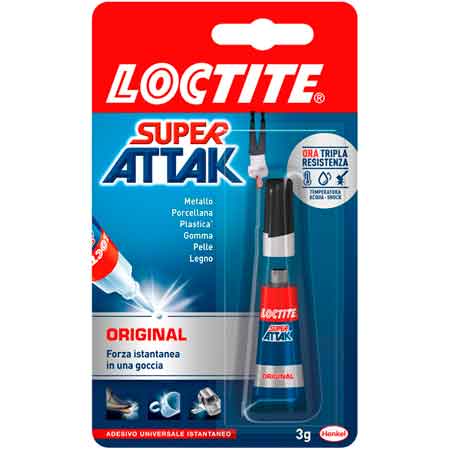 LOCTITE®
SUPER
ATTAK
Metallo
Porcellana
Plastica*
Gomma
Pelle
Legno
ORA TRIPLA
RESISTENZA
TEMPERATURA
ACQUA - SHOCK
ORIGINAL
Forza istantanea
in una goccia
LOCTITE
SUPER
ATTAK
ORIGINAL
ADESIVO UNIVERSALE ISTANTANEO
3g
Henkel